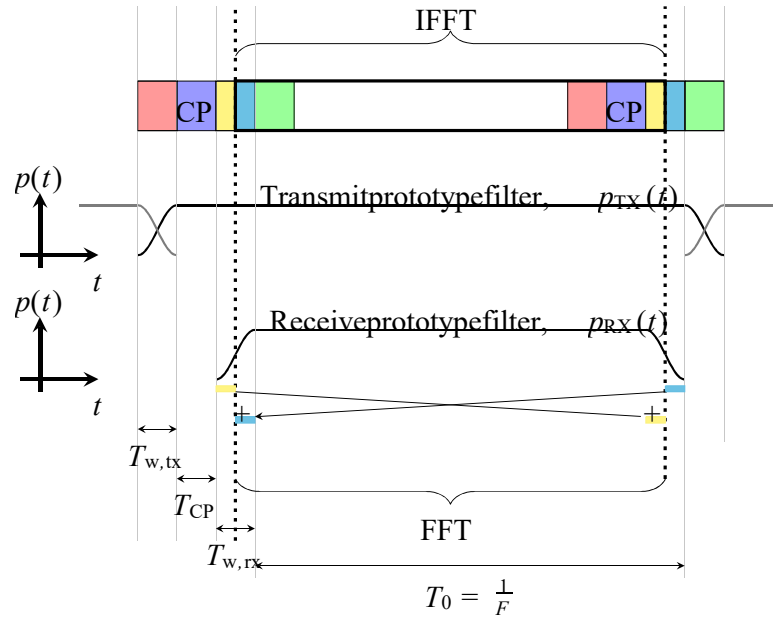 IFFT
CP CP
p(t)
Transmitprototypefilter, pTX(t)
t
p(t)
Receiveprototypefilter, pRX(t)
t
+ +
Tw,tx
TCP
Tw,rx
FFT
T0 = 1/F